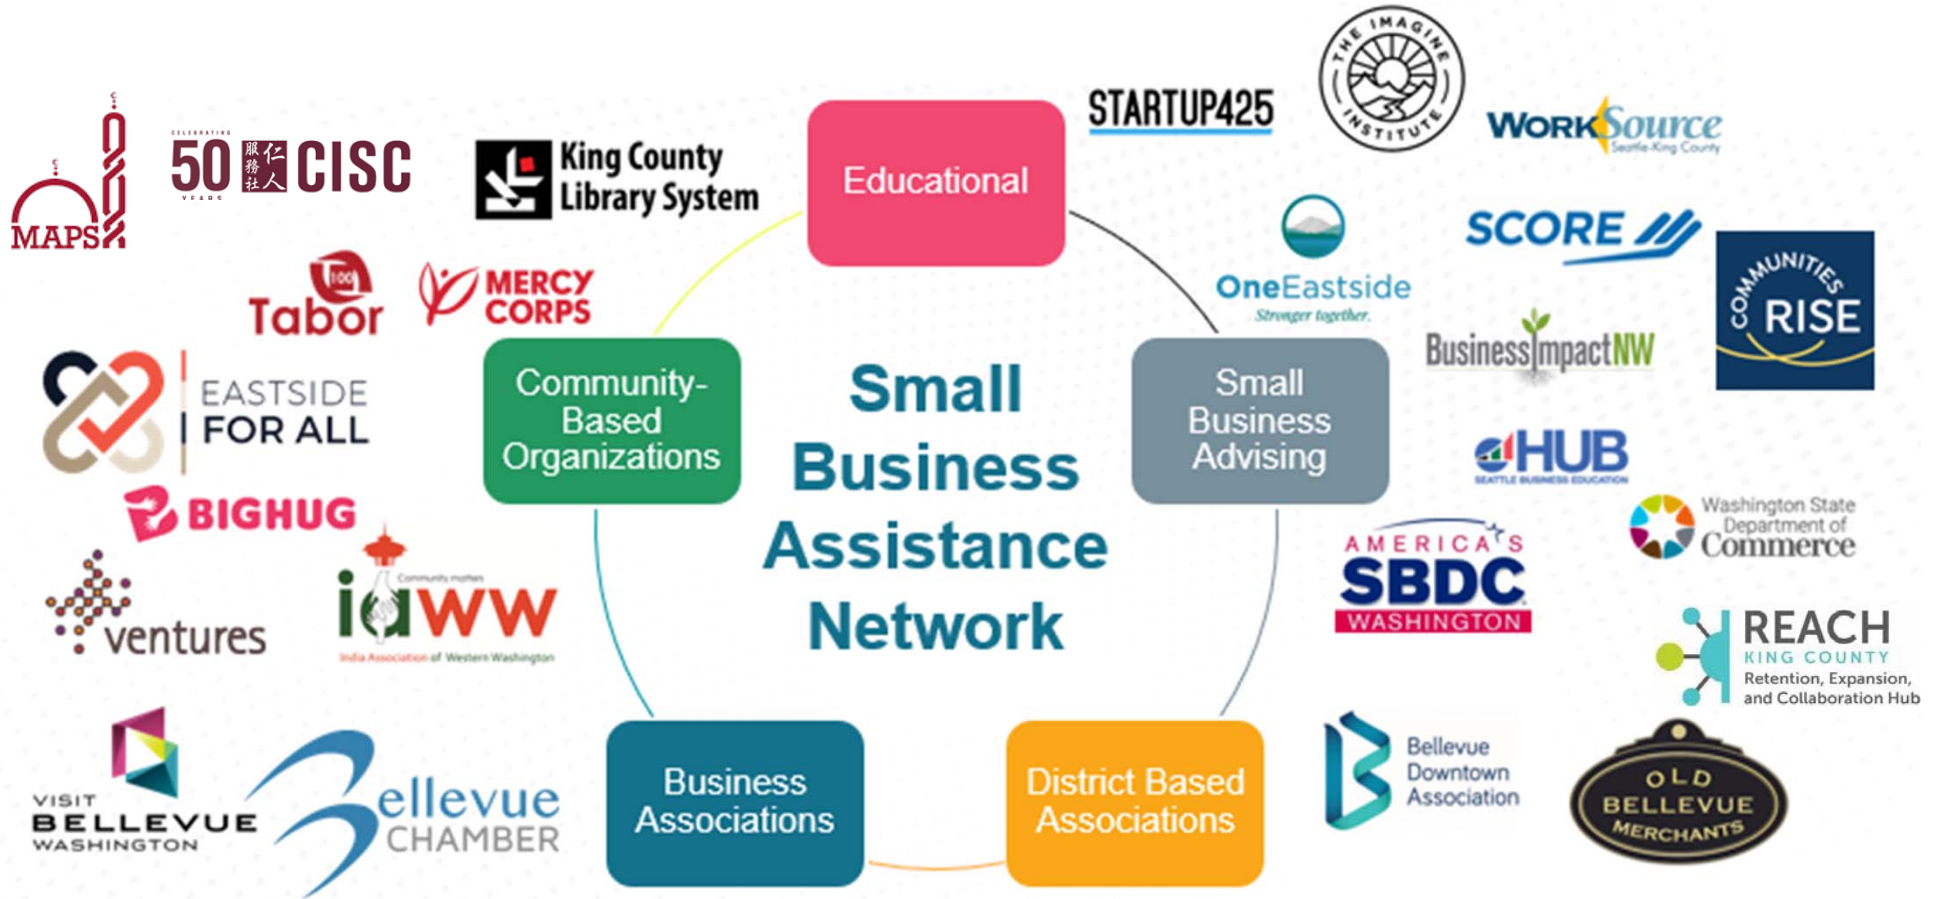 THE IMAGINE
INSTITUTE
STARTUP425
WORKSource
Seattle-King County
MAPS
CELEBRATING
50
YEARS
服務社
仁人
CISC
King County
Library System
Educational
OneEastside
Stronger together.
SCORE
COMMUNITIES
RISE
T100
Tabor
MERCY
CORPS
EASTSIDE
FOR ALL
Community-
Based
Organizations
Small
Business
Assistance
Network
Small
Business
Advising
BusinessImpactNW
HUB
SEATTLE BUSINESS EDUCATION
BIGHUG
Washington State
Department of
Commerce
AMERICA'S
SBDC
WASHINGTON
ventures
Community matters
iaww
India Association of Western Washington
REACH
KING COUNTY
Retention, Expansion,
and Collaboration Hub
VISIT
BELLEVUE
WASHINGTON
Bellevue
CHAMBER
Business
Associations
District Based
Associations
Bellevue
Downtown
Association
OLD
BELLEVUE
MERCHANTS